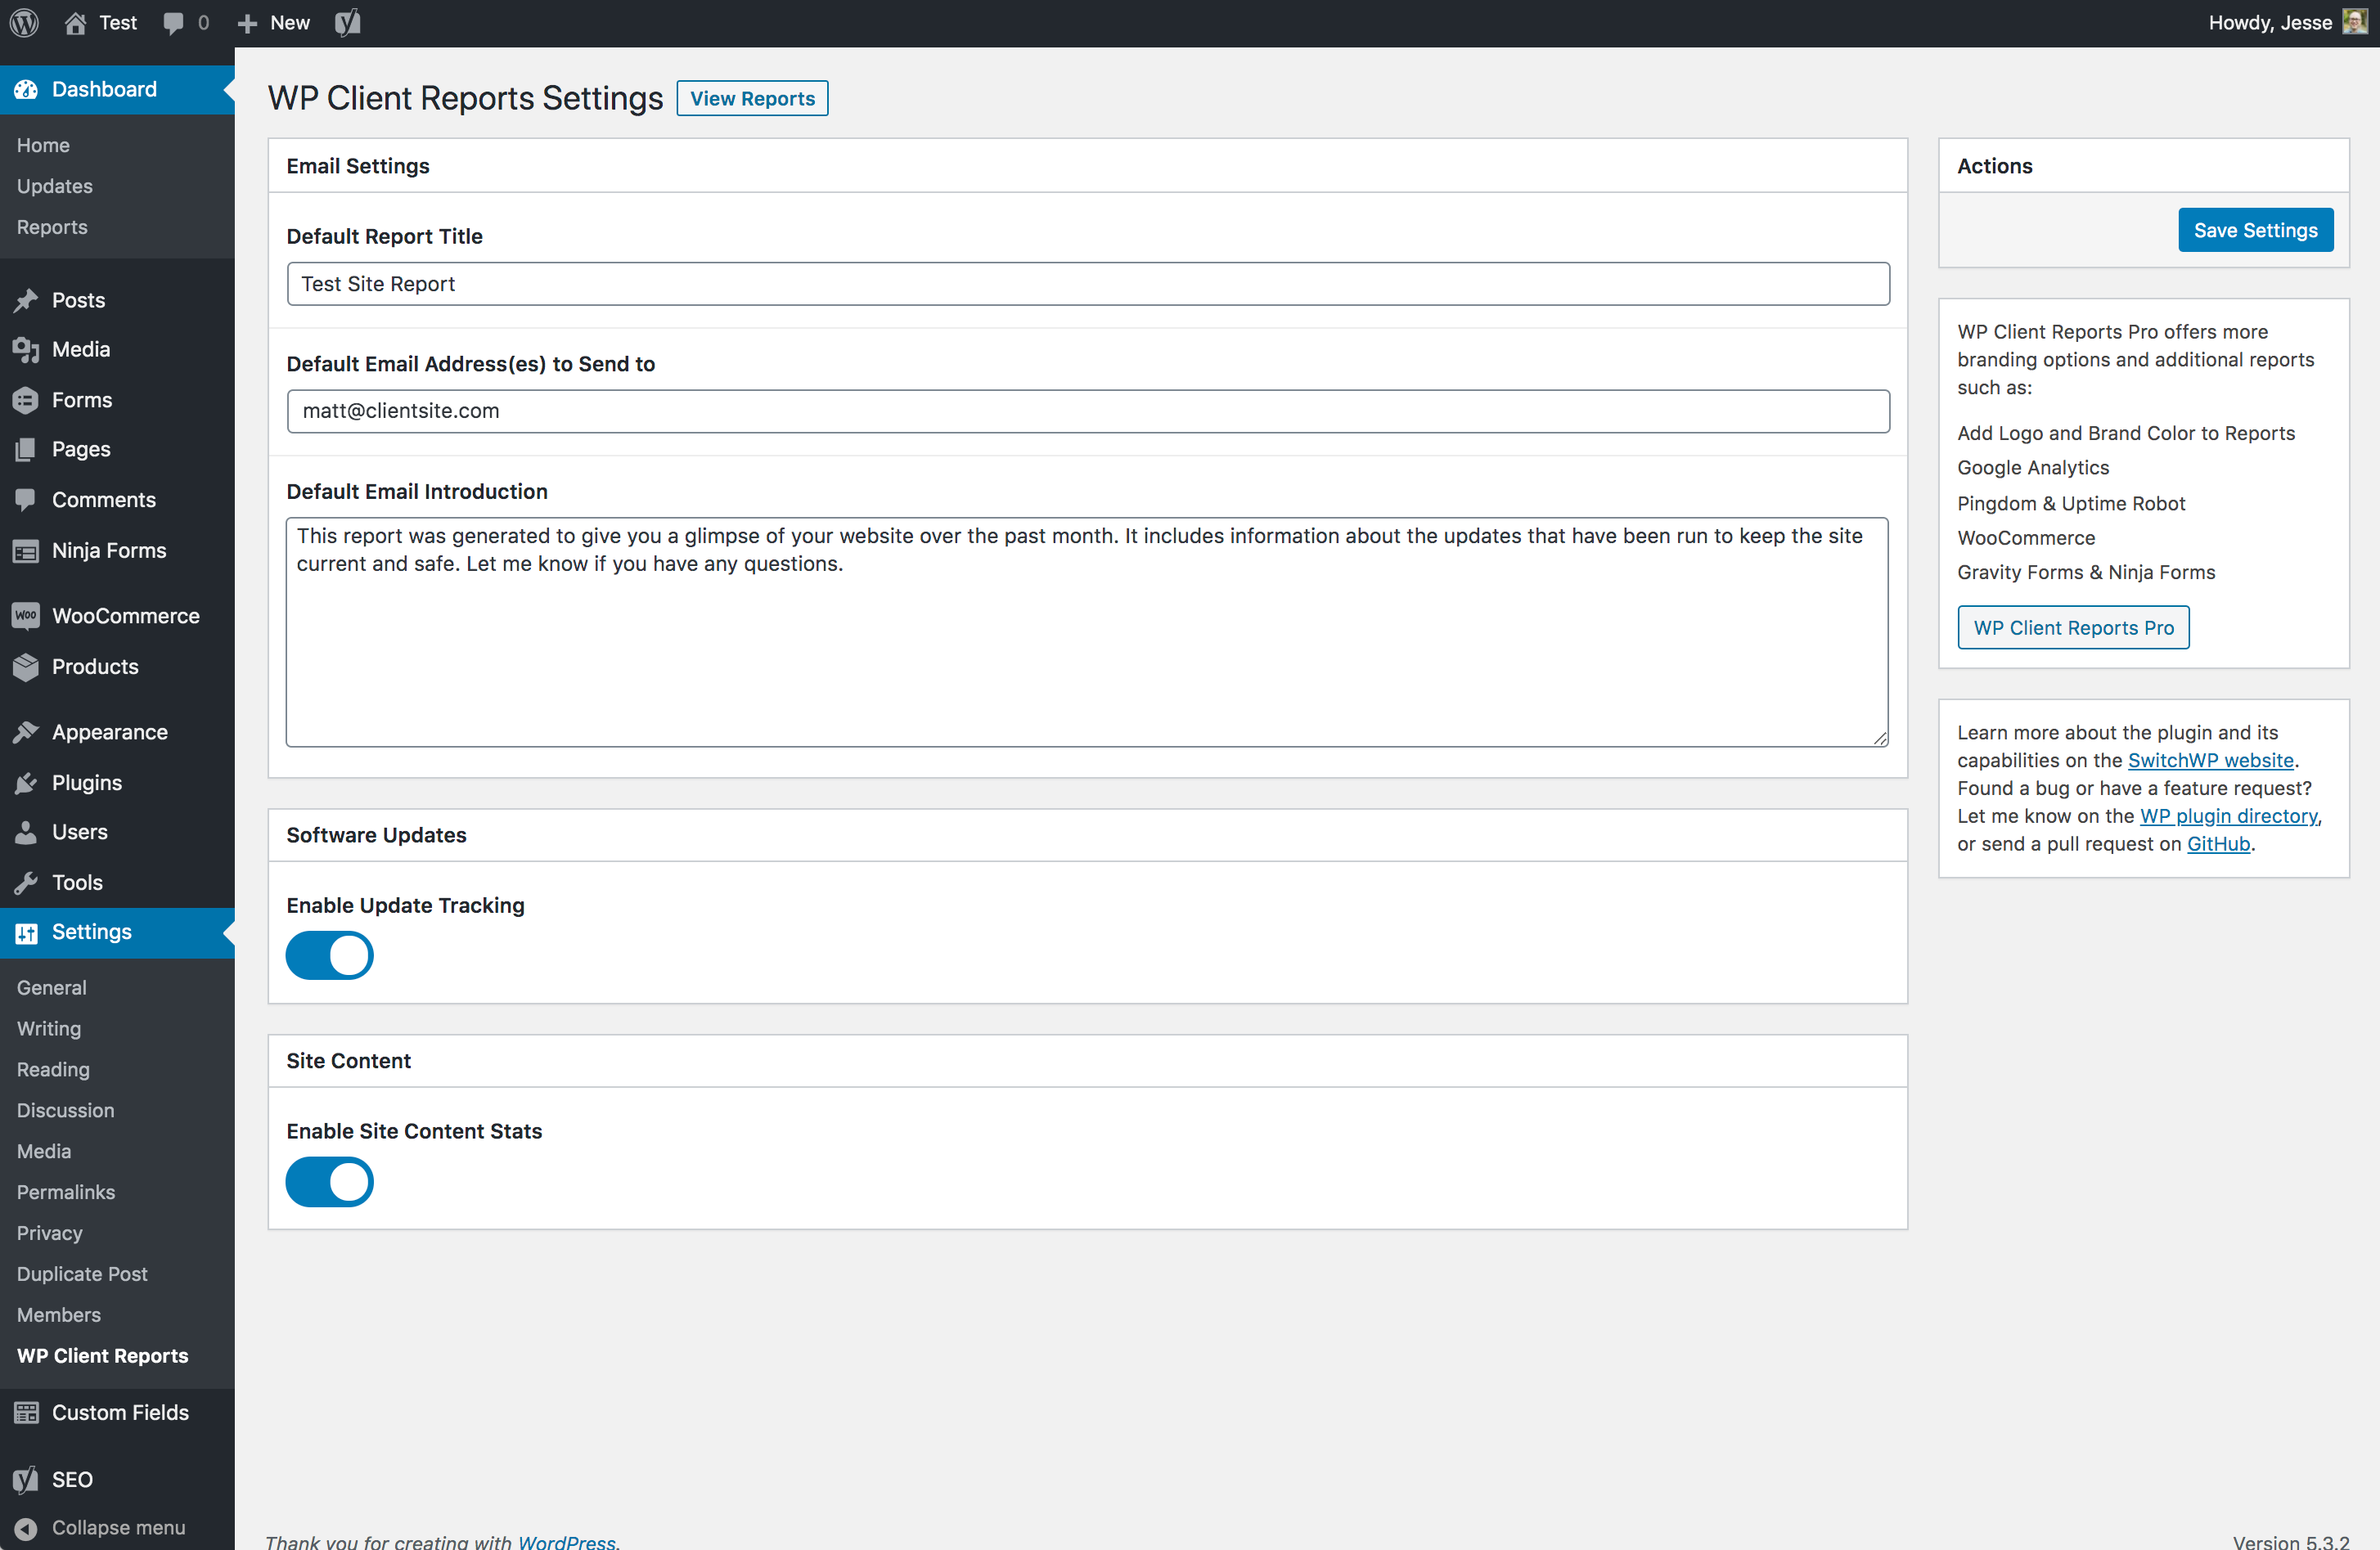 Test 0 New Howdy, Jesse
Dashboard
Home
Updates
Reports
Posts
Media
Forms
Pages
Comments
Ninja Forms
WOO WooCommerce
Products
Appearance
Plugins
Users
Tools
Settings
General
Writing
Reading
Discussion
Media
Permalinks
Privacy
Duplicate Post
Members
WP Client Reports
Custom Fields
SEO
Collapse menu
WP Client Reports Settings View Reports
Email Settings
Default Report Title
Test Site Report
Default Email Address(es) to Send to
matt@clientsite.com
Default Email Introduction
This report was generated to give you a glimpse of your website over the past month. It includes information about the updates that have been run to keep the site
current and safe. Let me know if you have any questions.
Software Updates
Enable Update Tracking
Site Content
Enable Site Content Stats
Actions
Save Settings
WP Client Reports Pro offers more
branding options and additional reports
such as:
Add Logo and Brand Color to Reports
Google Analytics
Pingdom & Uptime Robot
WooCommerce
Gravity Forms & Ninja Forms
WP Client Reports Pro
Learn more about the plugin and its
capabilities on the SwitchWP website.
Found a bug or have a feature request?
Let me know on the WP plugin directory,
or send a pull request on GitHub.
Thank you for creating with WordPress.
Version 5.3.2